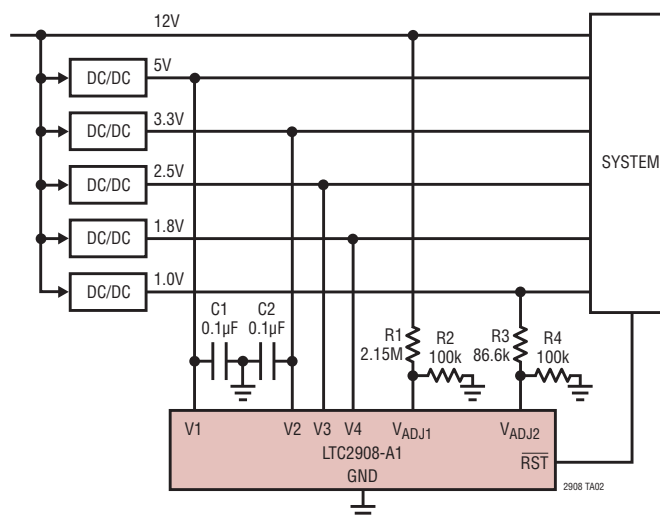 12V
5V
DC/DC
3.3V
DC/DC
2.5V
DC/DC
1.8V
DC/DC
1.0V
DC/DC
SYSTEM
C1
0.1µF
C2
0.1µF
R1
2.15M
R2
100k
R3
86.6k
R4
100k
V1
V2
V3
V4
VADJ1
VADJ2
LTC2908-A1
RST
GND
2908 TA02